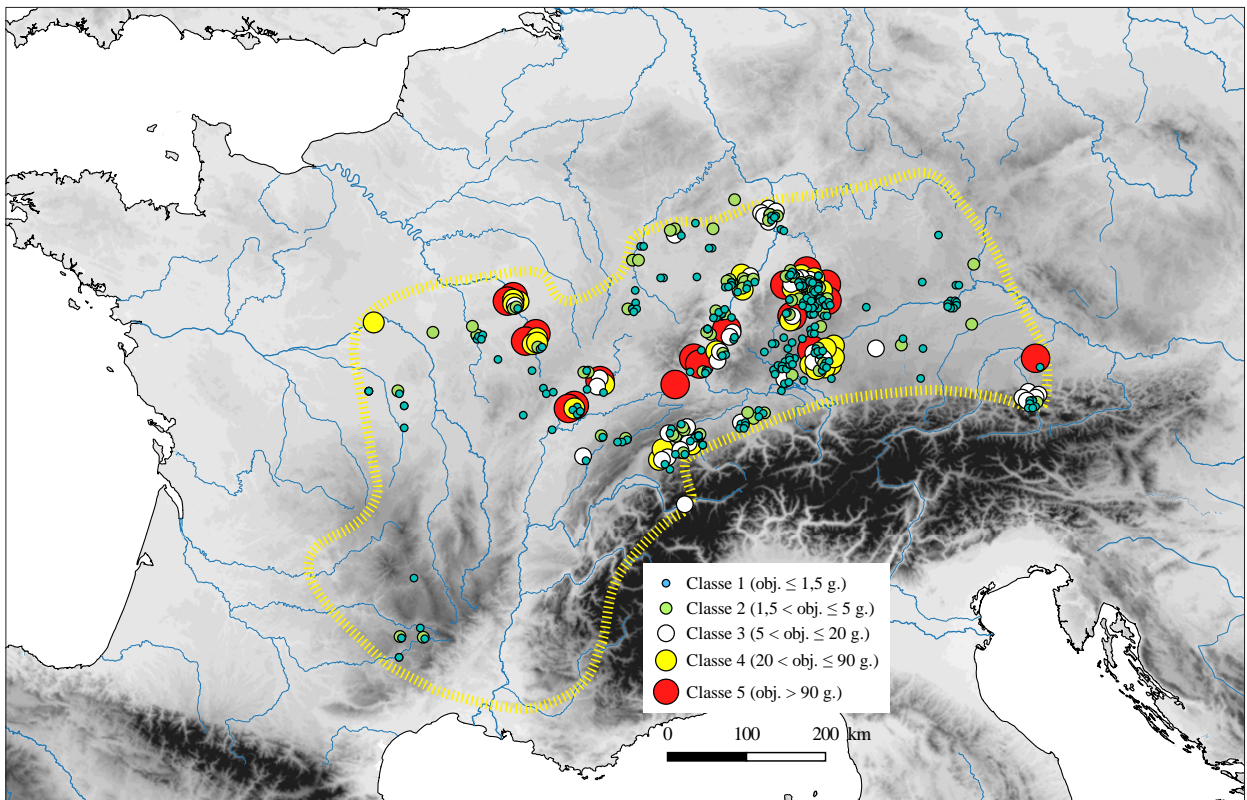 Classe 1 (obj. ≤ 1,5 g.)
Classe 2 (1,5 < obj. ≤ 5 g.)
Classe 3 (5 < obj. ≤ 20 g.)
Classe 4 (20 < obj. ≤ 90 g.)
Classe 5 (obj. > 90 g.)
0 100 200 km